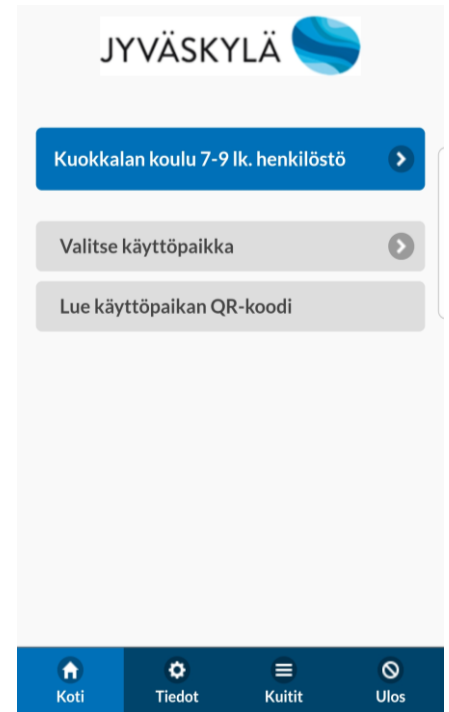 JYVÄSKYLÄ
Kuokkalan koulu 7-9 lk. henkilöstö
Valitse käyttöpaikka
Lue käyttöpaikan QR-koodi
Koti Tiedot Kuitit Ulos